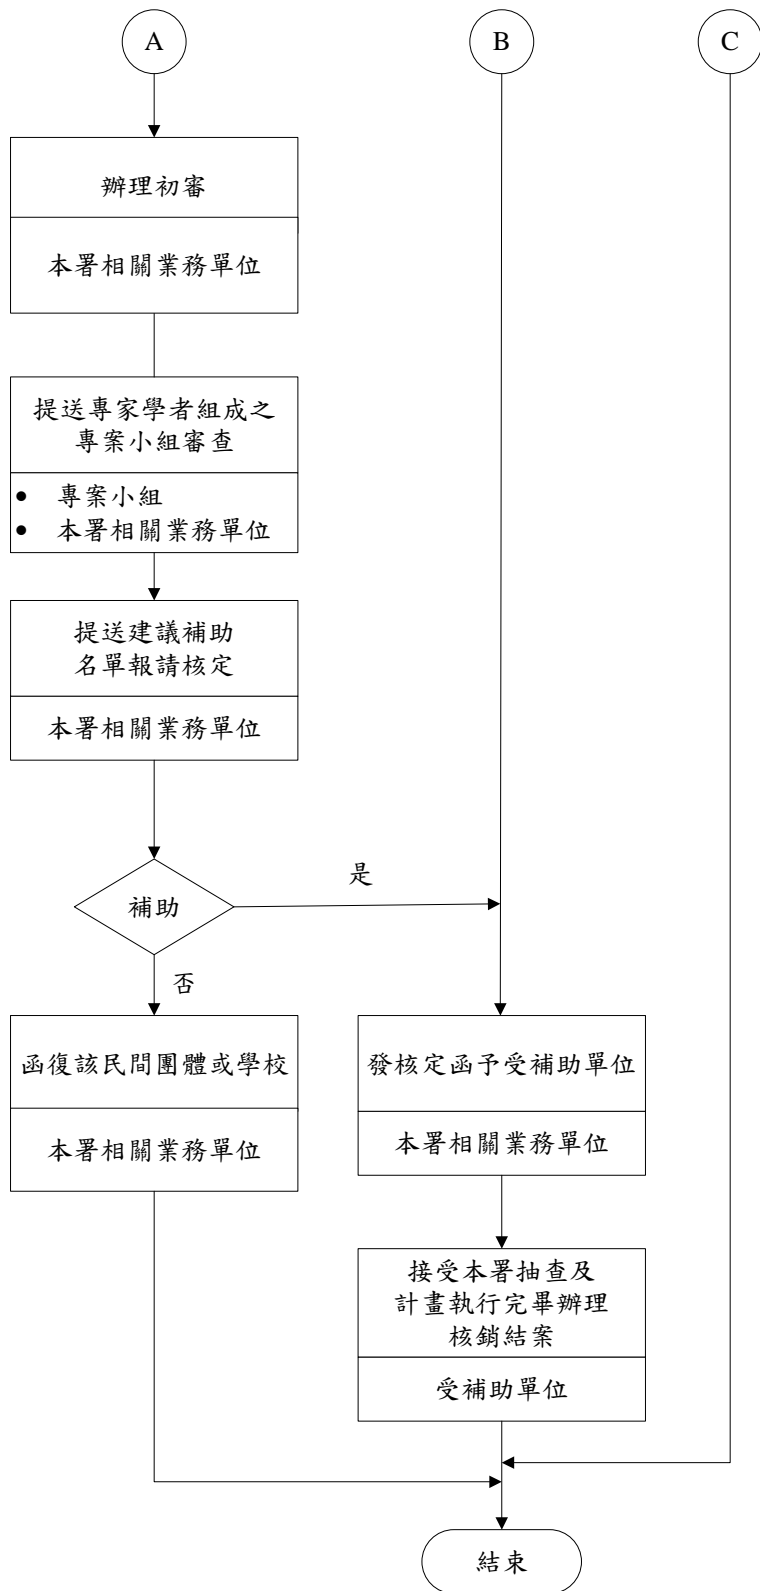 A
B
C
辦理初審
本署相關業務單位
提送專家學者組成之
專案小組審查
• 專案小組
• 本署相關業務單位
提送建議補助
名單報請核定
本署相關業務單位
補助
是
否
函復該民間團體或學校
本署相關業務單位
發核定函予受補助單位
本署相關業務單位
接受本署抽查及
計畫執行完畢辦理
核銷結案
受補助單位
結束